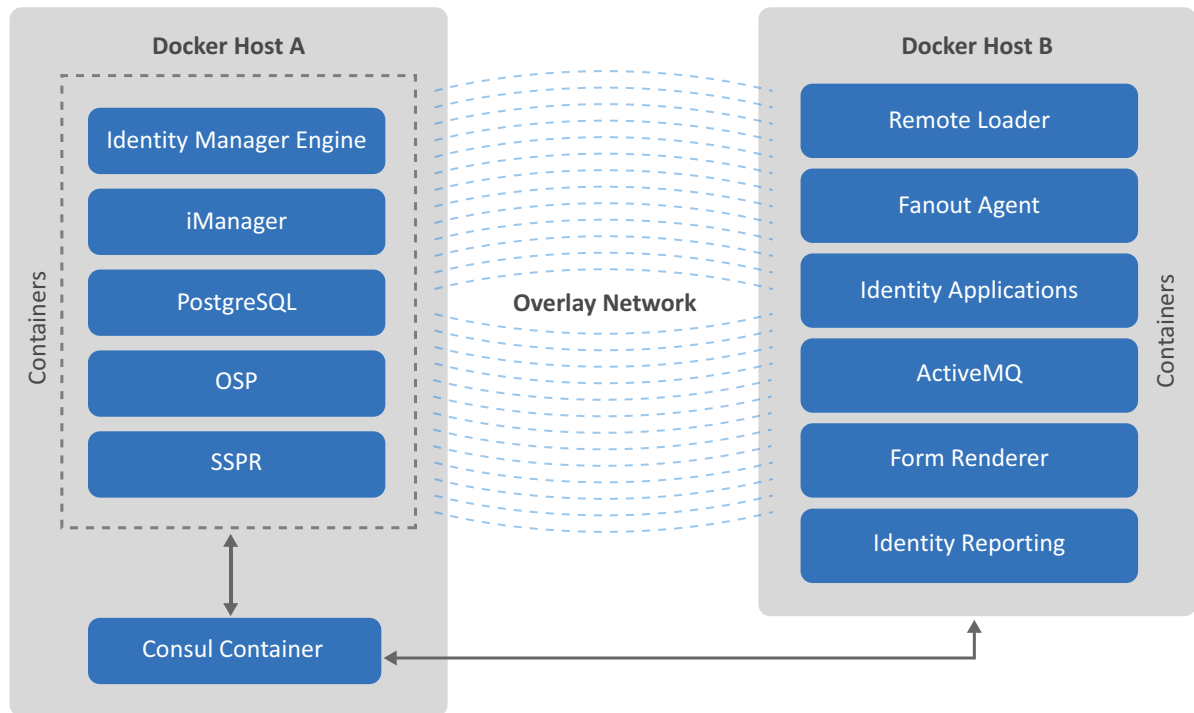 Docker Host A
Containers
Identity Manager Engine
iManager
PostgreSQL
OSP
SSPR
Consul Container
Overlay Network
Docker Host B
Remote Loader
Fanout Agent
Identity Applications
ActiveMQ
Form Renderer
Identity Reporting
Containers